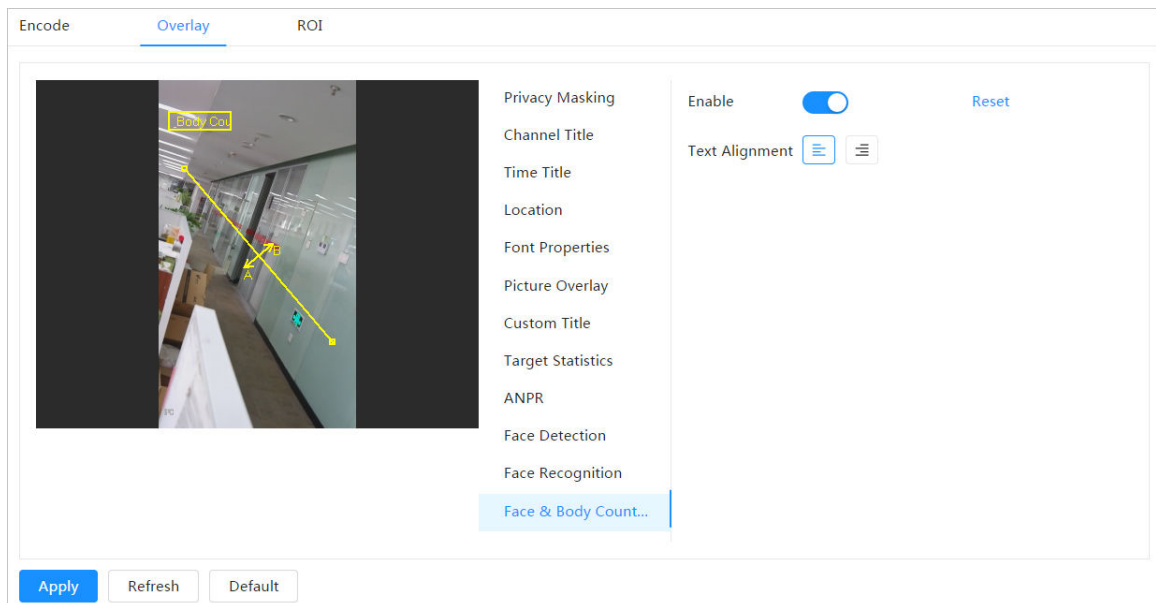 Encode Overlay ROI
Body Cou
B
A
Privacy Masking
Channel Title
Time Title
Location
Font Properties
Picture Overlay
Custom Title
Target Statistics
ANPR
Face Detection
Face Recognition
Face & Body Count...
Enable Reset
Text Alignment
Apply Refresh Default